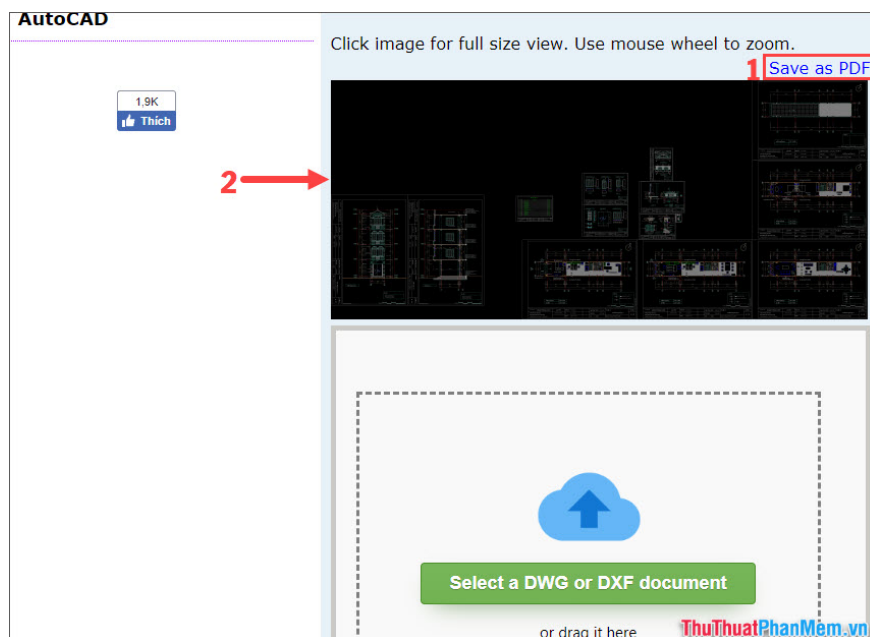 AutoCAD
Click image for full size view. Use mouse wheel to zoom.
1
Save as PDF
1,9K
Thích
2
Select a DWG or DXF document
or drag it here
ThuThuatPhanMem.vn